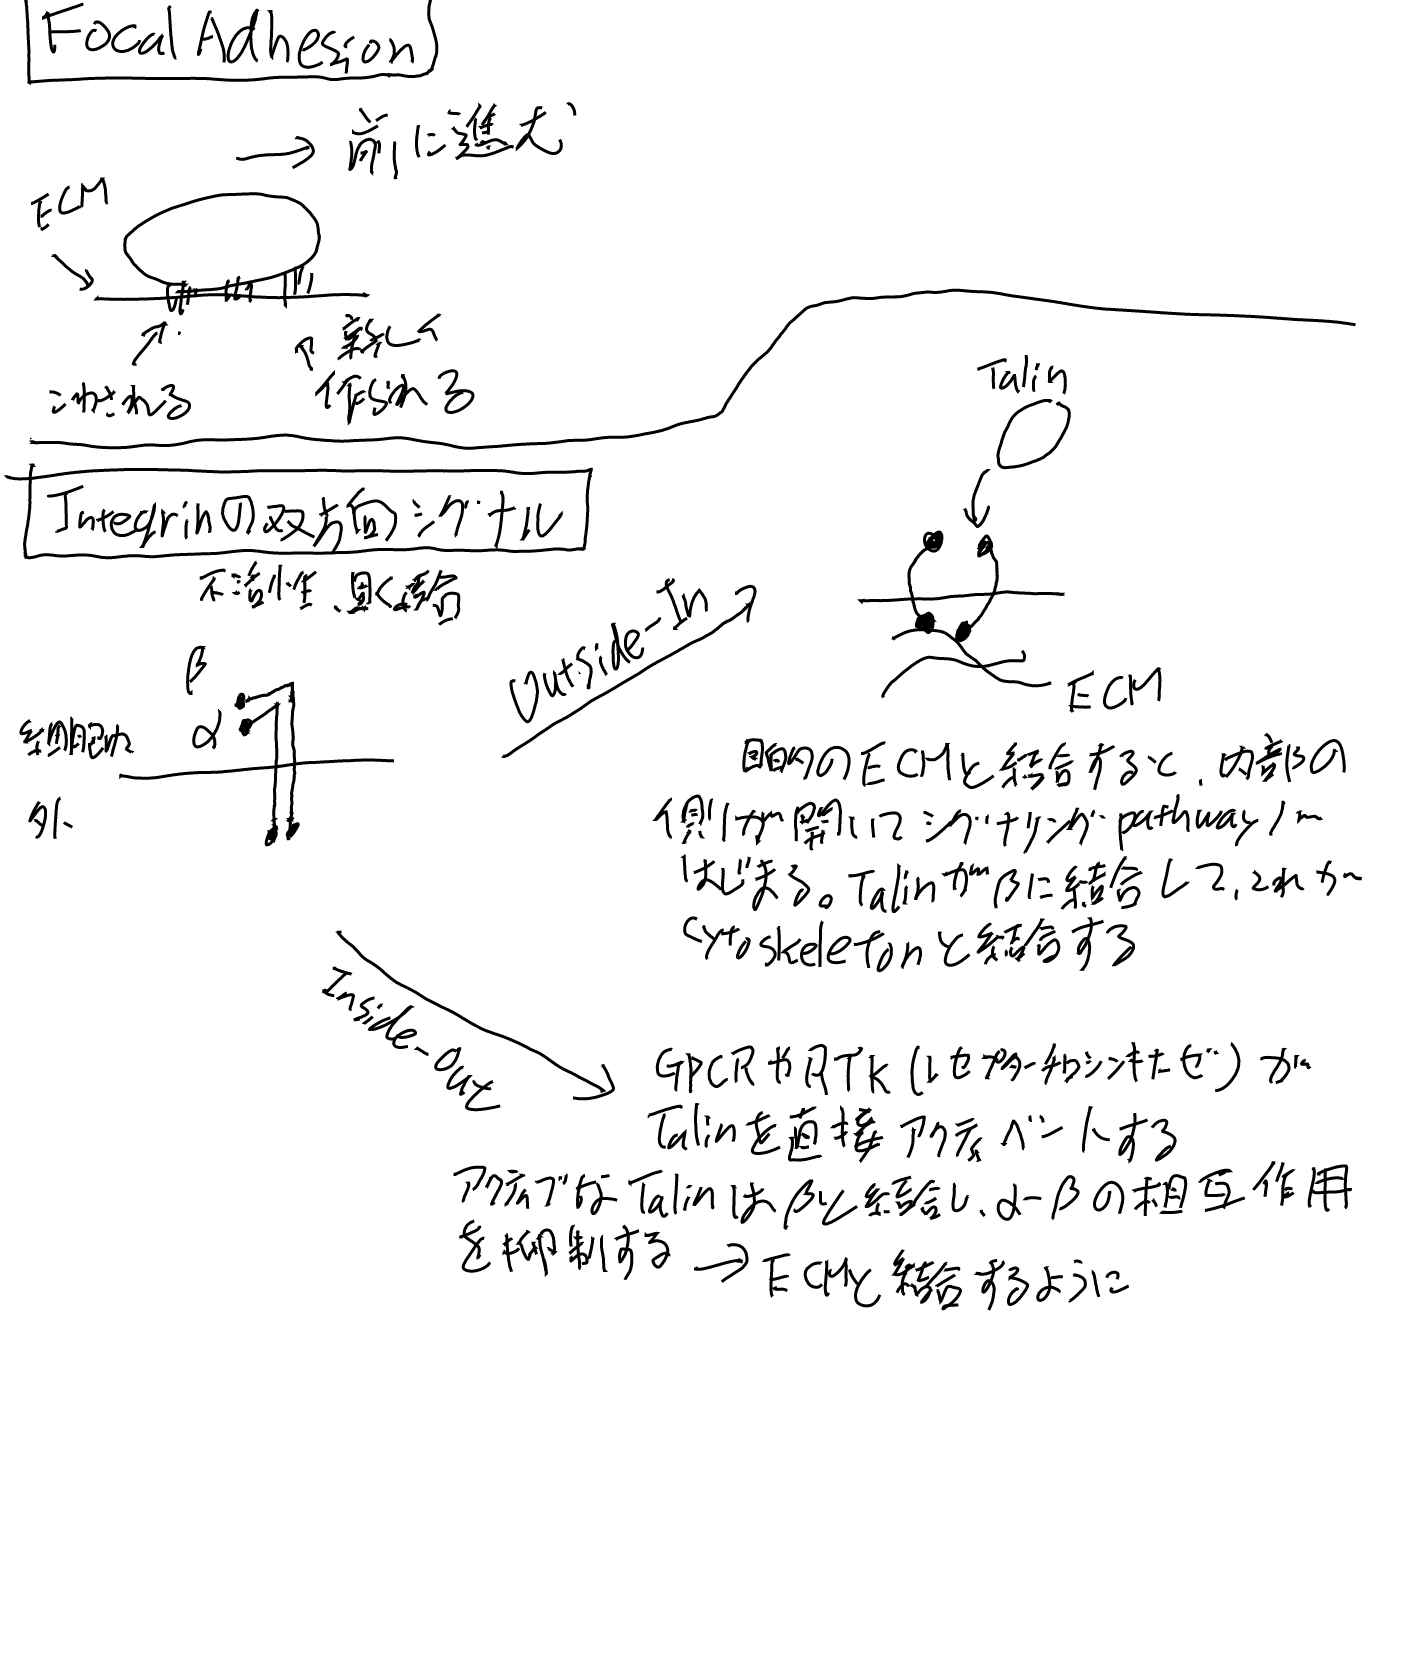 Focal Adhesion
→ 前に進む
ECM
こわされる
新しく
作られる
Integrinの双方向シグナル
不活性、固く結合
β
α
細胞内
外
Outside-In
Talin
ECM
目的のECMと結合すると、内部の
側が開いてシグナリングpathwayが
はじまる。Talinがβに結合して、これが
cytoskeletonと結合する
Inside-Out
GPCRやRTK(レセプターチロシンキナーゼ)が
Talinを直接アクティベートする
アクティブなTalinはβと結合し、α-βの相互作用
を抑制する → ECMと結合するように